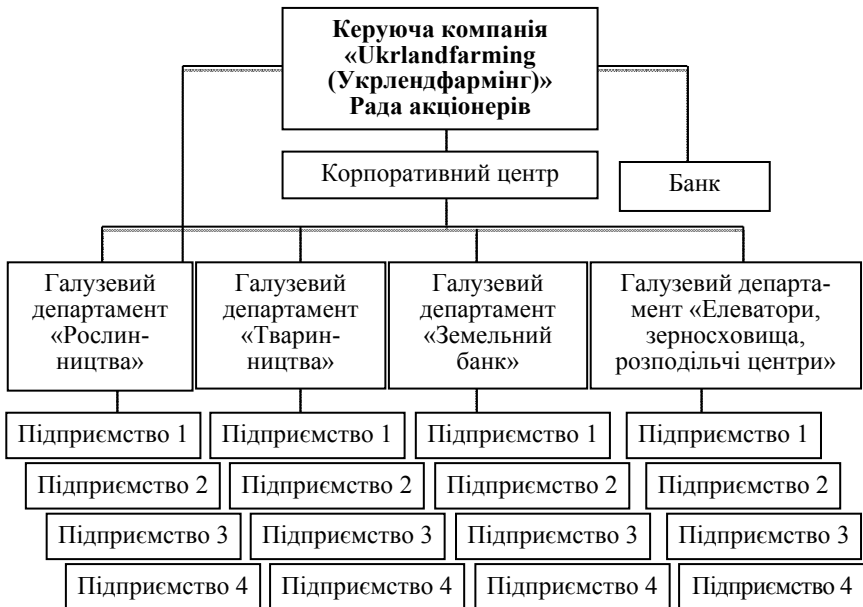 Керуюча компанія
«Ukrlandfarming
(Укрлендфармінг)»
Рада акціонерів
Корпоративний центр
Банк
Галузевий
департамент
«Рослин-
ництва»
Галузевий
департамент
«Тварин-
ництва»
Галузевий
департамент
«Земельний
банк»
Галузевий департа-
мент «Елеватори,
зерносховища,
розподільчі центри»
Підприємство 1
Підприємство 1
Підприємство 1
Підприємство 1
Підприємство 2
Підприємство 2
Підприємство 2
Підприємство 2
Підприємство 3
Підприємство 3
Підприємство 3
Підприємство 3
Підприємство 4
Підприємство 4
Підприємство 4
Підприємство 4